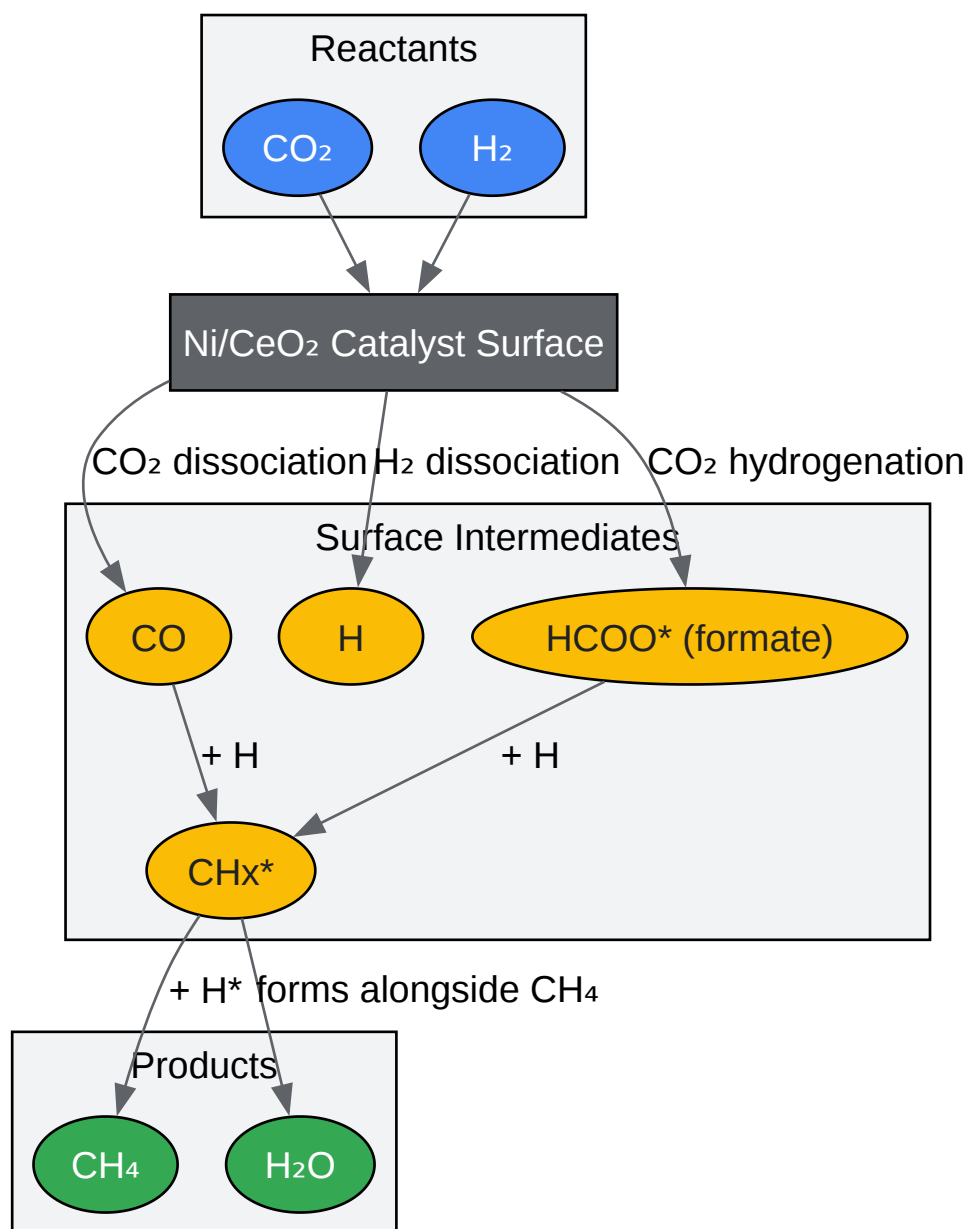 Reactants
CO₂ H₂
Ni/CeO₂ Catalyst Surface
CO₂ dissociation H₂ dissociation CO₂ hydrogenation
Surface Intermediates
CO H HCOO* (formate)
+ H + H
CHx*
+ H* forms alongside CH₄
Products
CH₄ H₂O